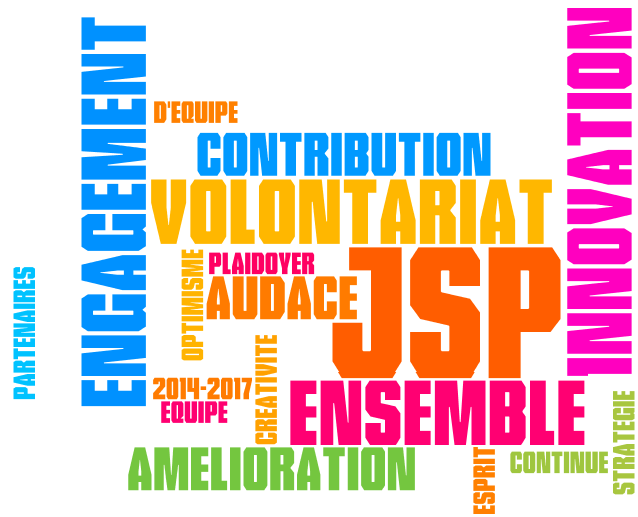 ENGAGEMENT
INNOVATION
D'EQUIPE
CONTRIBUTION
VOLONTARIAT
PARTENAIRES
OPTIMISME
PLAIDOYER
JSP
AUDACE
CREATIVITE
2014-2017
EQUIPE
ENSEMBLE
STRATEGIE
AMELIORATION
ESPRIT
CONTINUE